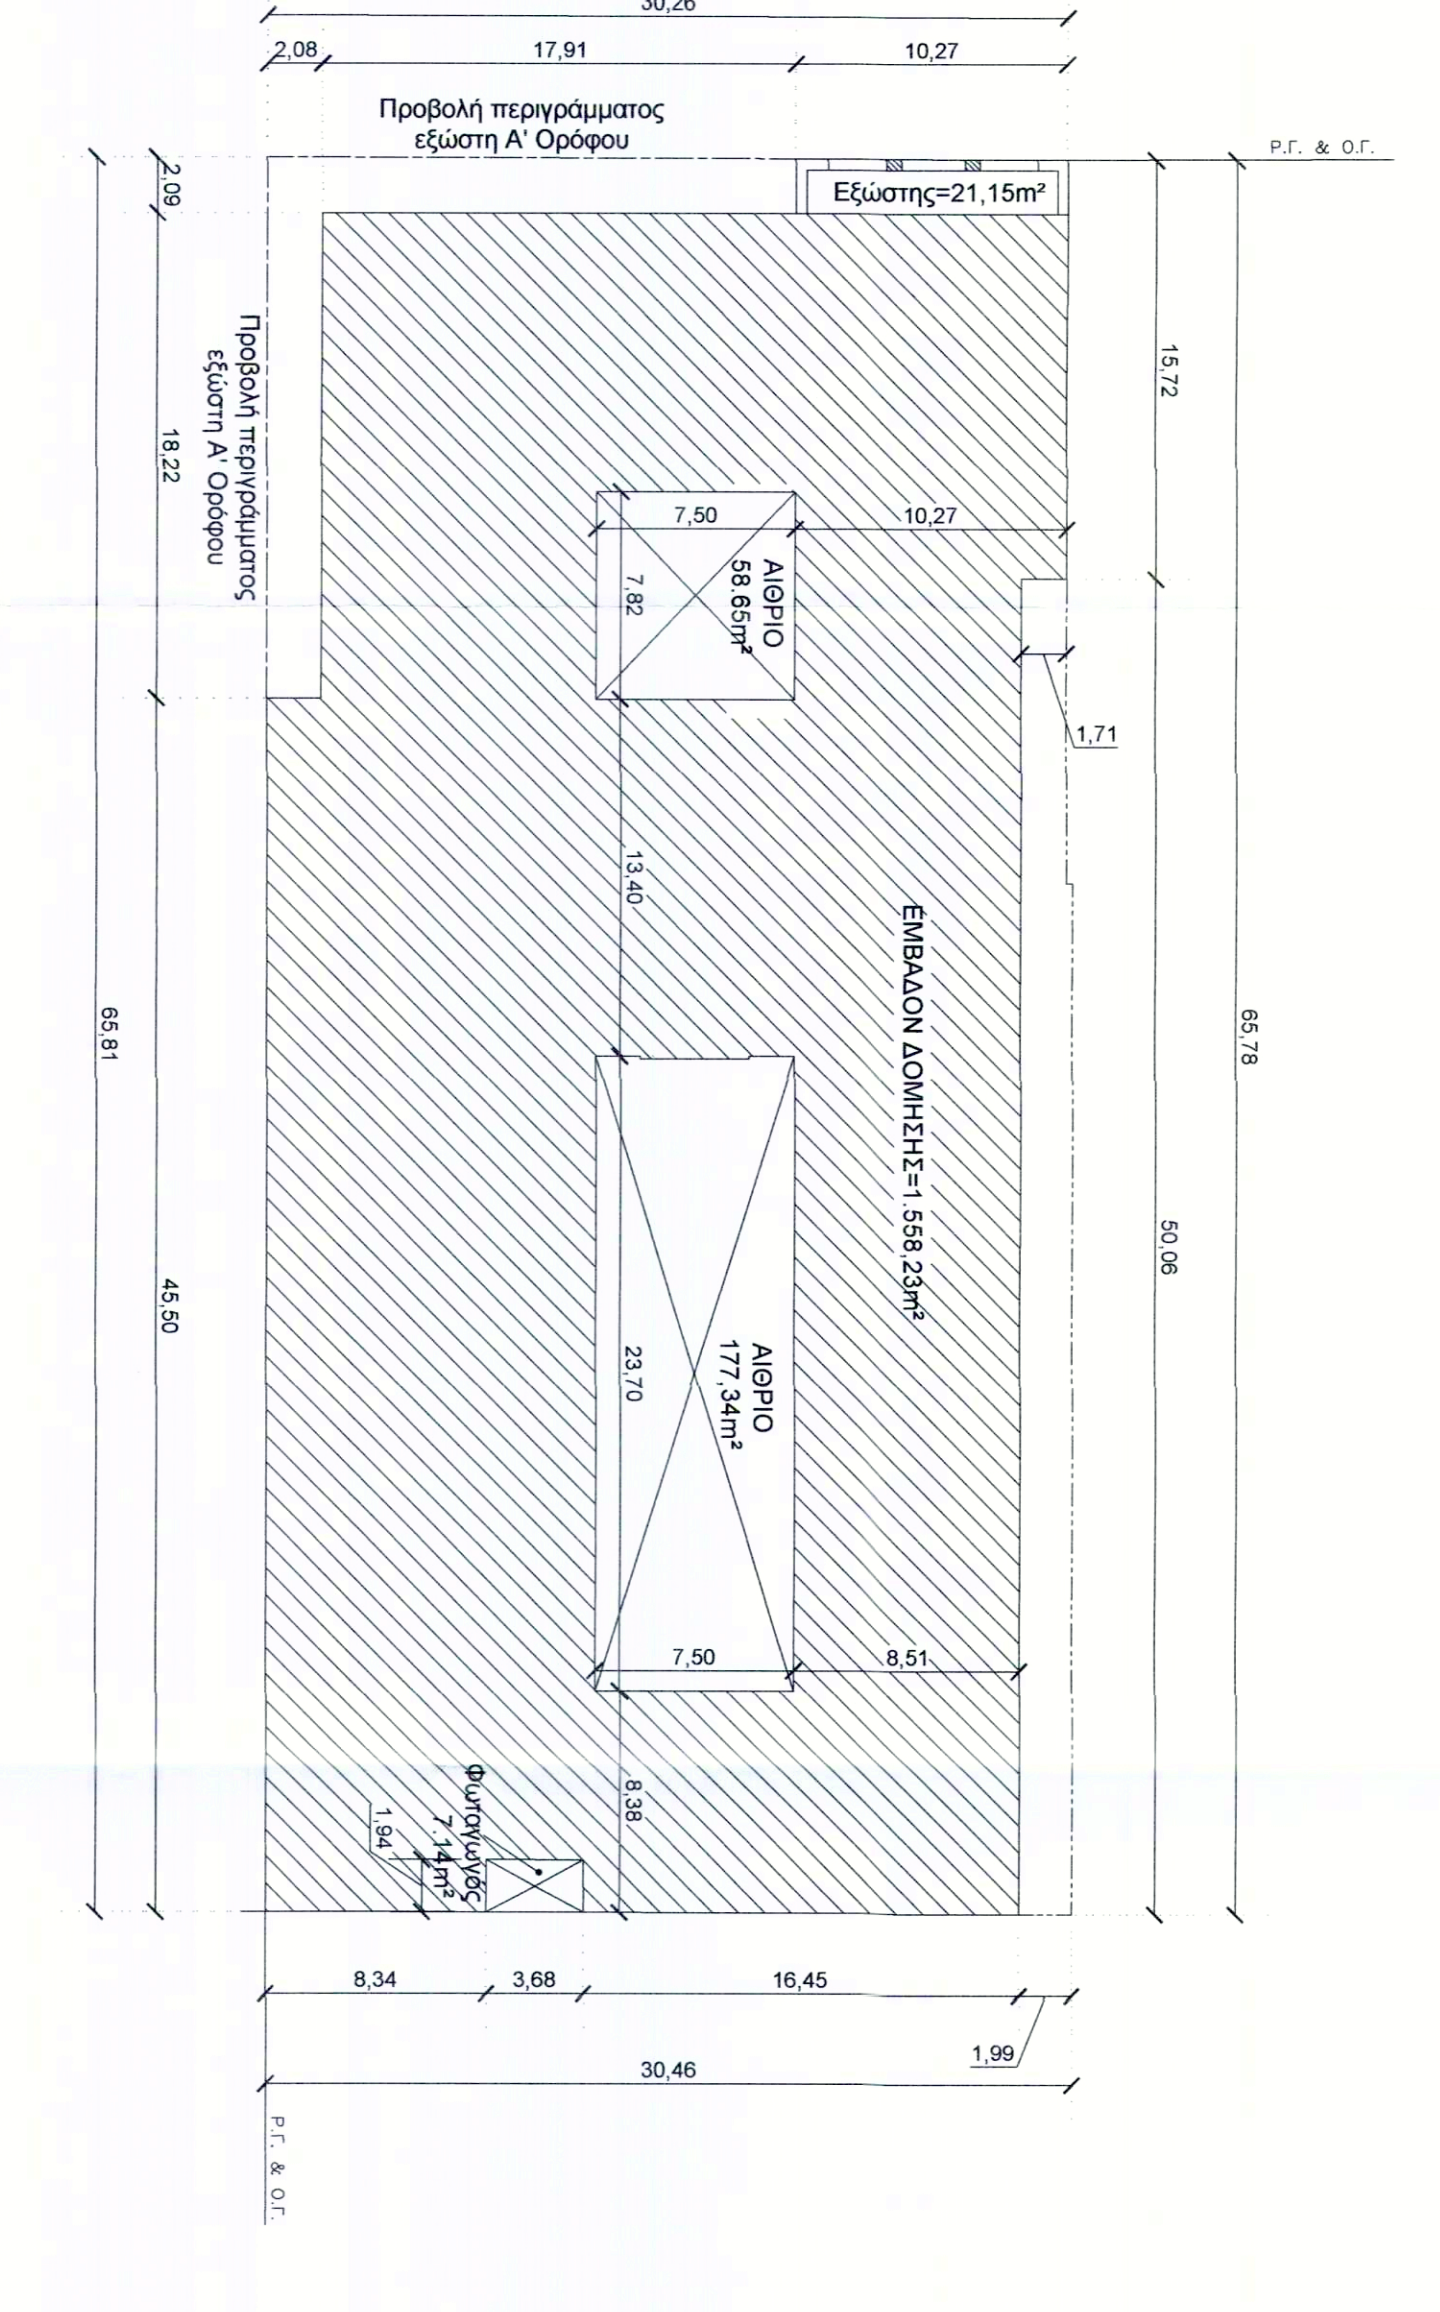 30,26
2,08
17,91
10,27
Προβολή περιγράμματος
εξώστη Α' Ορόφου
Ρ.Γ. & Ο.Γ.
2,09
Εξώστης=21,15m²
15,72
Προβολή περιγράμματος
εξώστη Α' Ορόφου
18,22
7,50
10,27
7,82
ΑΙΘΡΙΟ
58.65m²
1,71
13,40
ΕΜΒΑΔΟΝ ΔΟΜΗΣΗΣ=1.558,23m²
65,81
65,78
50,06
45,50
23,70
ΑΙΘΡΙΟ
177,34m²
7,50
8,51
8,38
Φωταγωγός
7.14m²
1,94
8,34
3,68
16,45
1,99
30,46
Ρ.Γ. & Ο.Γ.